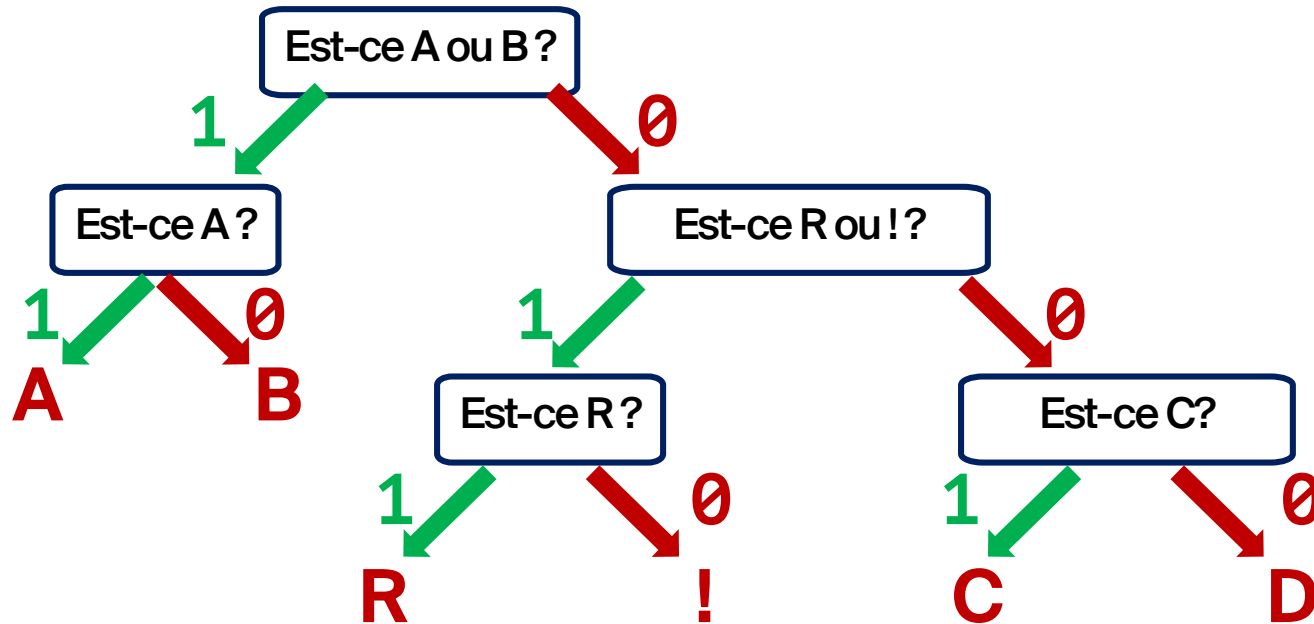 Est-ce A ou B ?
1 0
Est-ce A ? Est-ce R ou ! ?
1 0 1 0
A B Est-ce R ? Est-ce C?
1 0 1 0
R ! C D